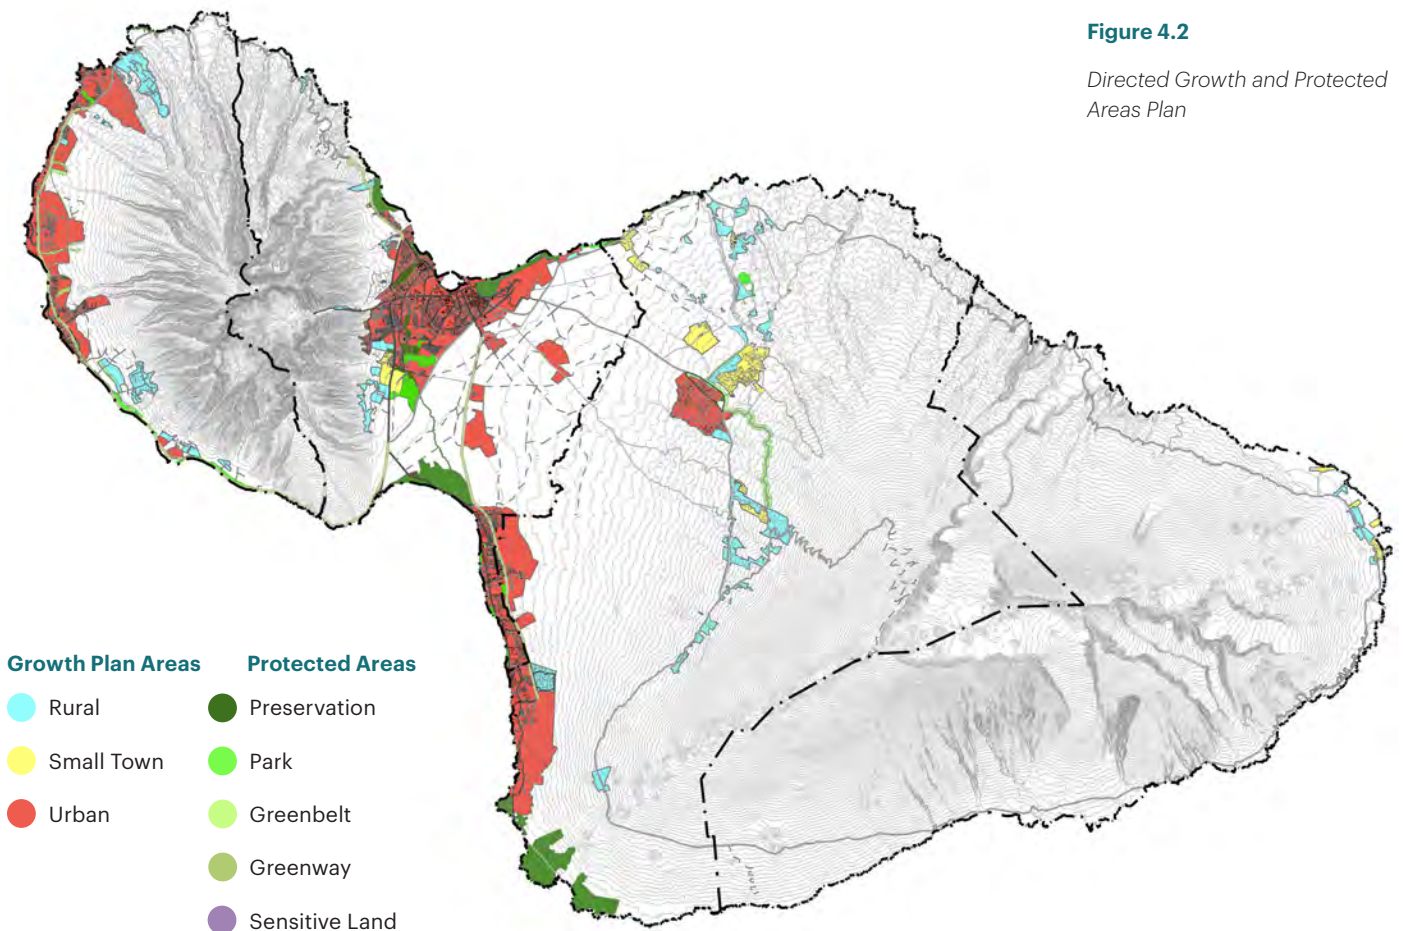 Figure 4.2
Directed Growth and Protected
Areas Plan
Growth Plan Areas
Rural
Small Town
Urban
Protected Areas
Preservation
Park
Greenbelt
Greenway
Sensitive Land